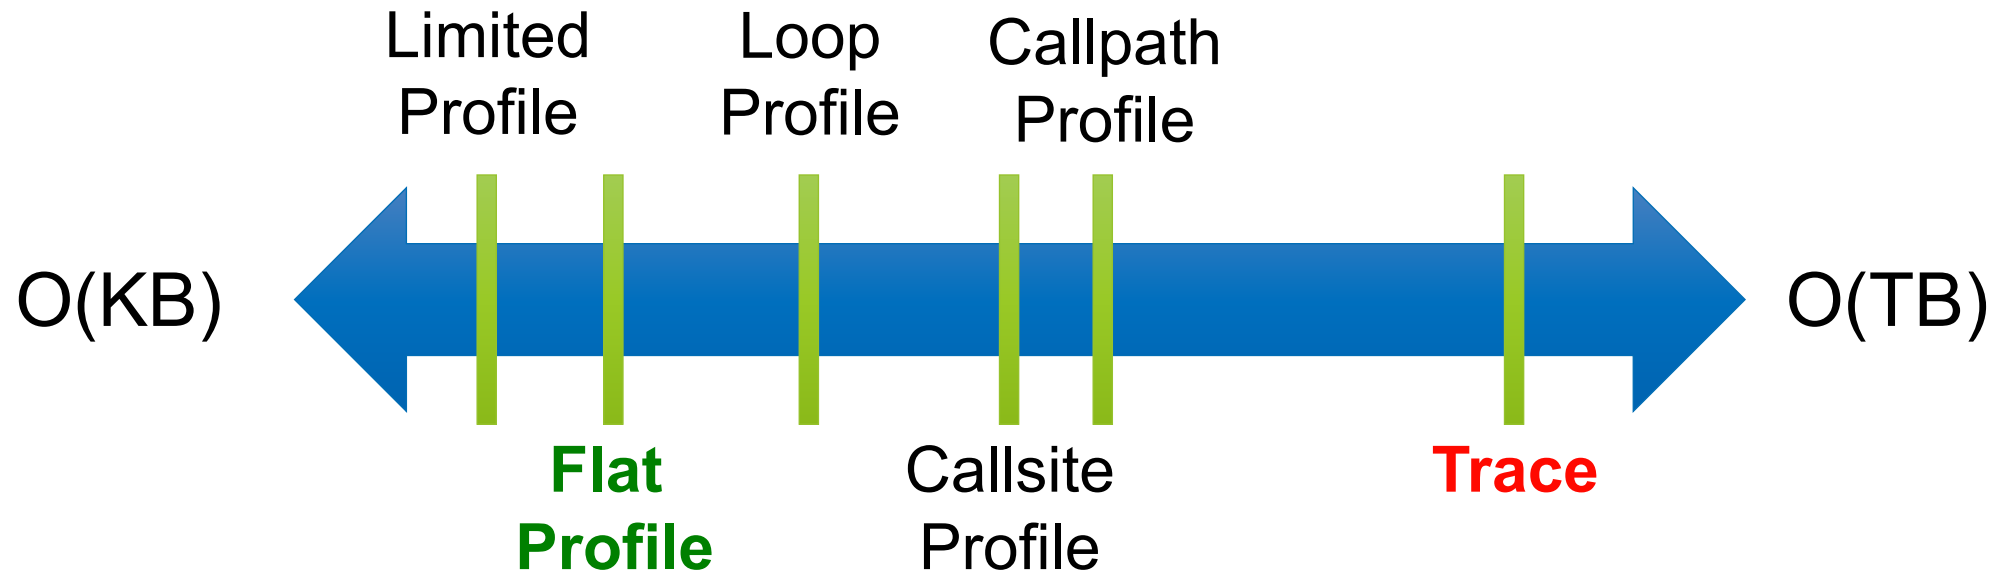 Limited
Profile
Loop
Profile
Callpath
Profile
O(KB)
O(TB)
Flat
Profile
Callsite
Profile
Trace